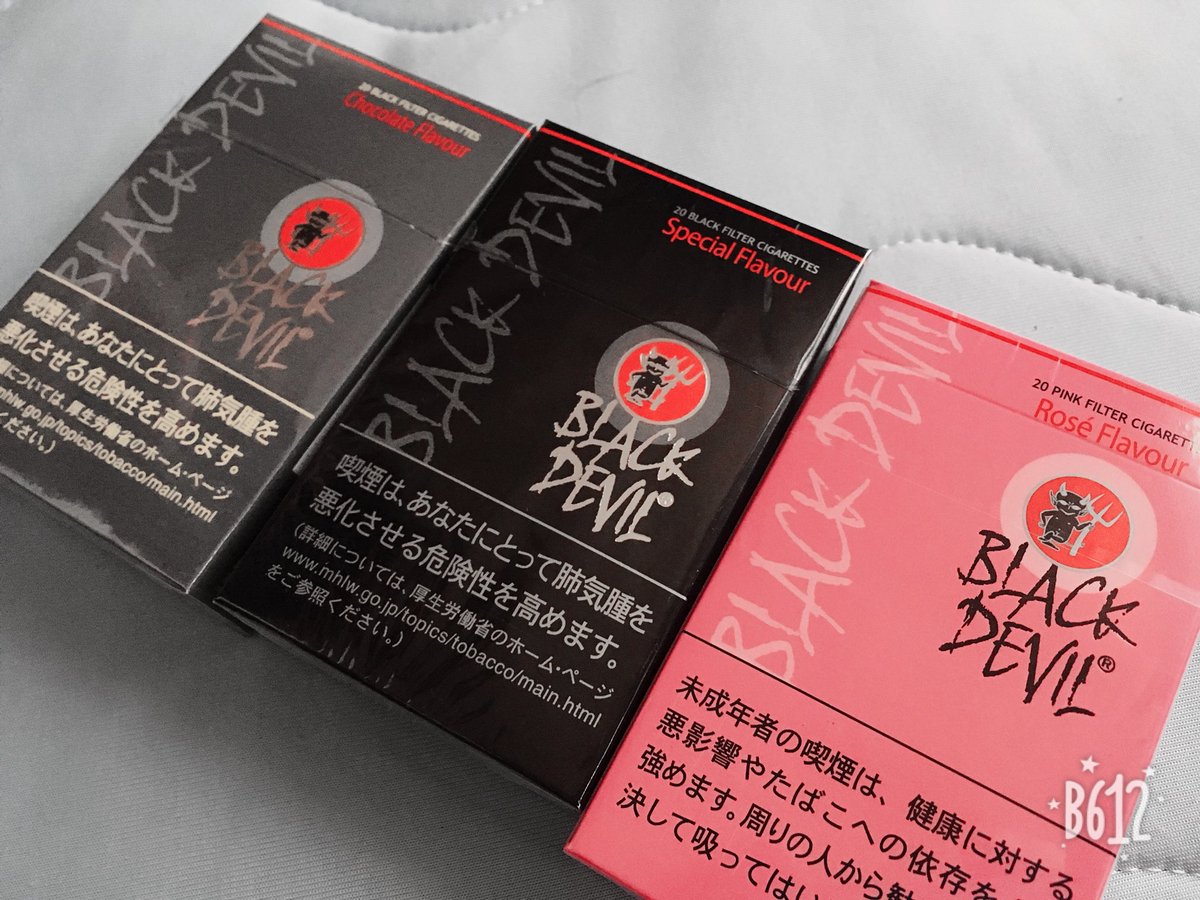 20 BLACK FILTER CIGARETTES
Chocolate Flavour
BLACK DEVIL
BLACK
DEVIL
喫煙は、あなたにとって肺気腫を
悪化させる危険性を高めます。
については、厚生労働省のホーム・ページ
mhlw.go.jp/topics/tobacco/main.html
ください。）
20 BLACK FILTER CIGARETTES
Special Flavour
BLACK DEVIL
BLACK
DEVIL®
喫煙は、あなたにとって肺気腫を
悪化させる危険性を高めます。
（詳細については、厚生労働省のホーム・ページ
www.mhlw.go.jp/topics/tobacco/main.html
をご参照ください。）
20 PINK FILTER CIGARET
Rosé Flavour
BLACK DEVIL
BLACK
DEVIL®
未成年者の喫煙は、健康に対する
悪影響やたばこへの依存を
強めます。周りの人から
決して吸ってはい
B612